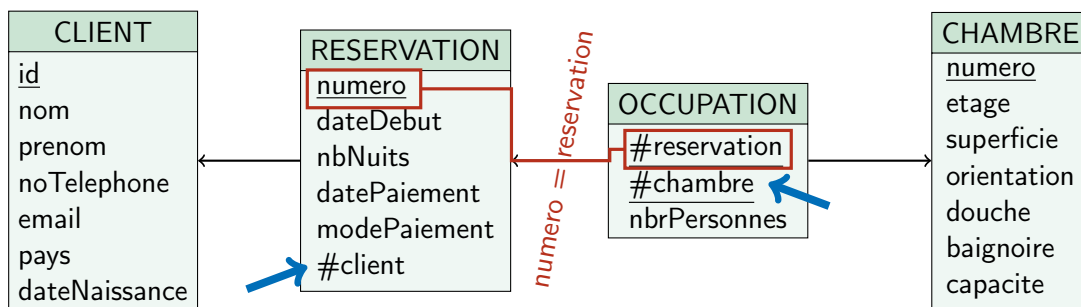 CLIENT
id
nom
prenom
noTelephone
email
pays
dateNaissance
RESERVATION
numero
dateDebut
nbNuits
datePaiement
modePaiement
#client
numero = reservation
OCCUPATION
#reservation
#chambre
nbrPersonnes
CHAMBRE
numero
etage
superficie
orientation
douche
baignoire
capacite